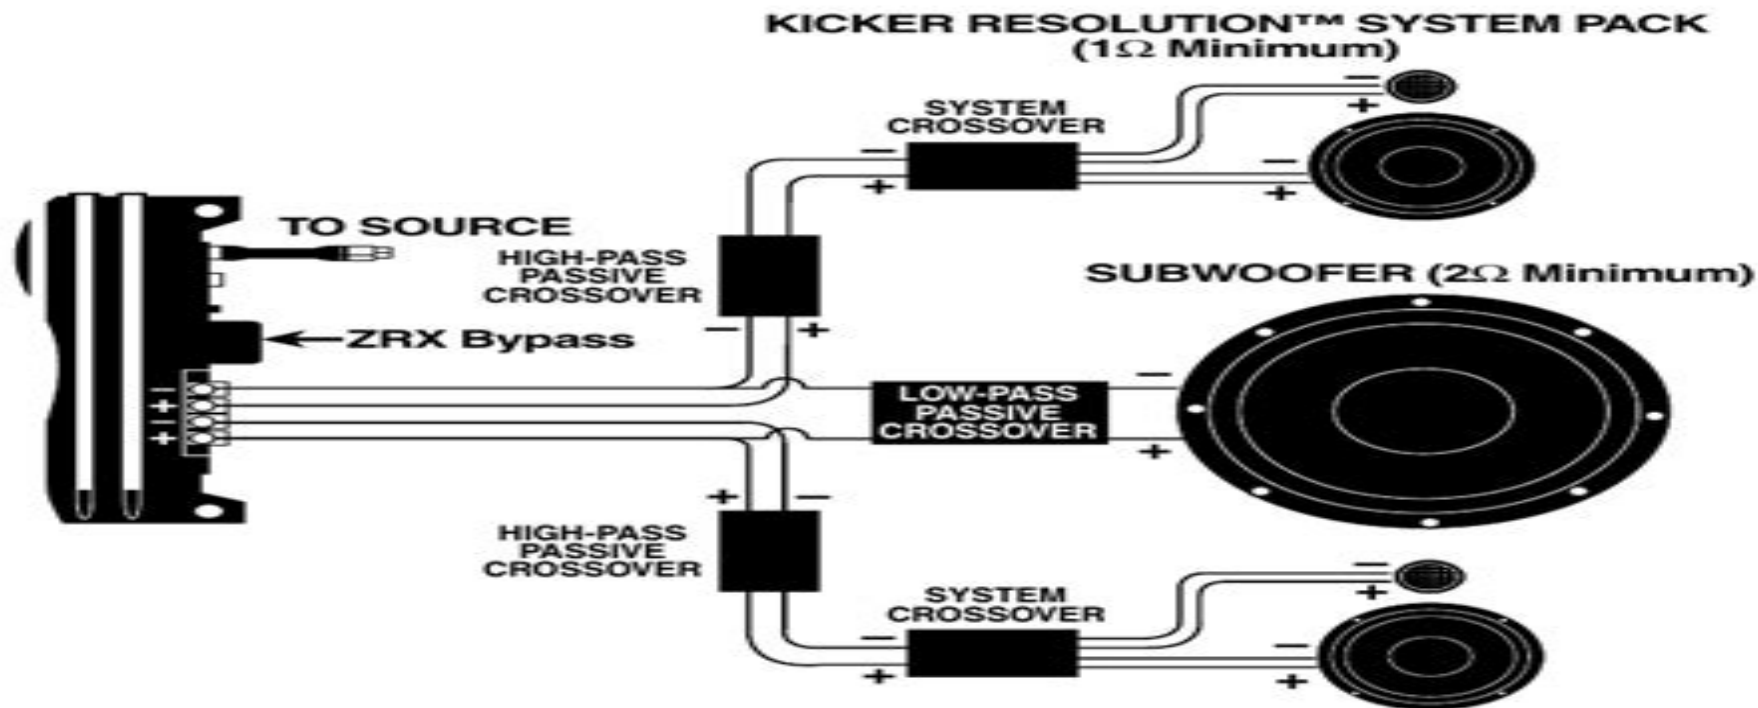 KICKER RESOLUTION™ SYSTEM PACK
(1Ω Minimum)
−
+
SYSTEM
CROSSOVER
−
+
−
+
TO SOURCE
HIGH-PASS
PASSIVE
CROSSOVER
SUBWOOFER (2Ω Minimum)
− +
ZRX Bypass
−
+
−
+
LOW-PASS
PASSIVE
CROSSOVER
−
+
+ −
HIGH-PASS
PASSIVE
CROSSOVER
SYSTEM
CROSSOVER
−
+
−
+
−
+